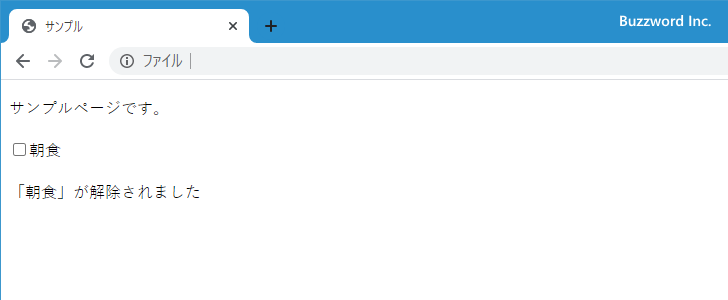 サンプル
Buzzword Inc.
ファイル
サンプルページです。
朝食
「朝食」が解除されました